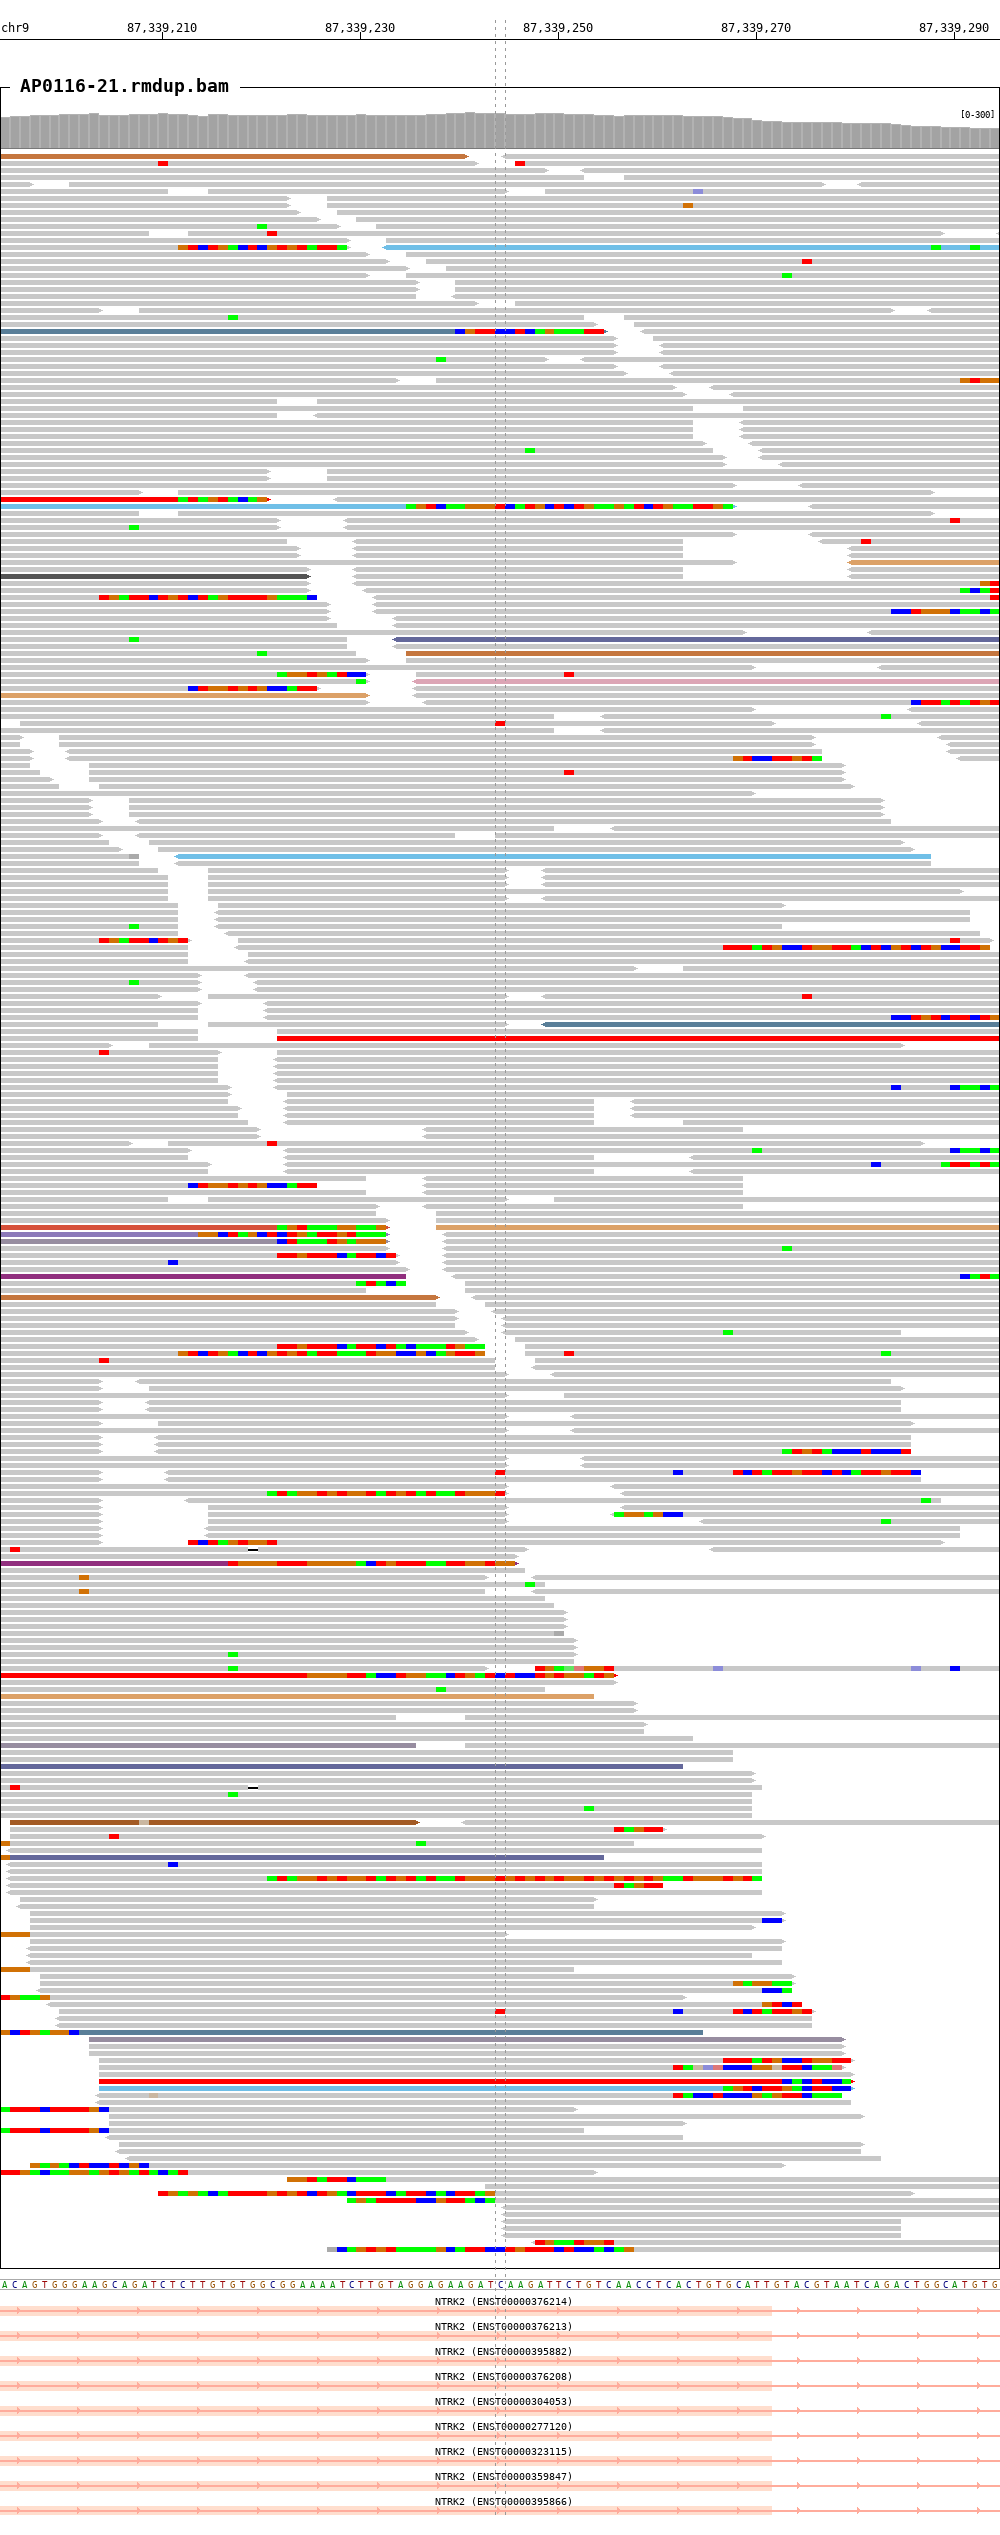 chr9 87,339,210 87,339,230 87,339,250 87,339,270 87,339,290
AP0116-21.rmdup.bam
[0-300]
ACAGTGGGAAGCAGATCTCTTGTGTGGCGGAAAATCTTGTAGGAGAAGATCAAGATTCTGTCAACCTCACTGTGCATTGTACGTAATCAGACTGGCATGTG
NTRK2 (ENST00000376214)
NTRK2 (ENST00000376213)
NTRK2 (ENST00000395882)
NTRK2 (ENST00000376208)
NTRK2 (ENST00000304053)
NTRK2 (ENST00000277120)
NTRK2 (ENST00000323115)
NTRK2 (ENST00000359847)
NTRK2 (ENST00000395866)